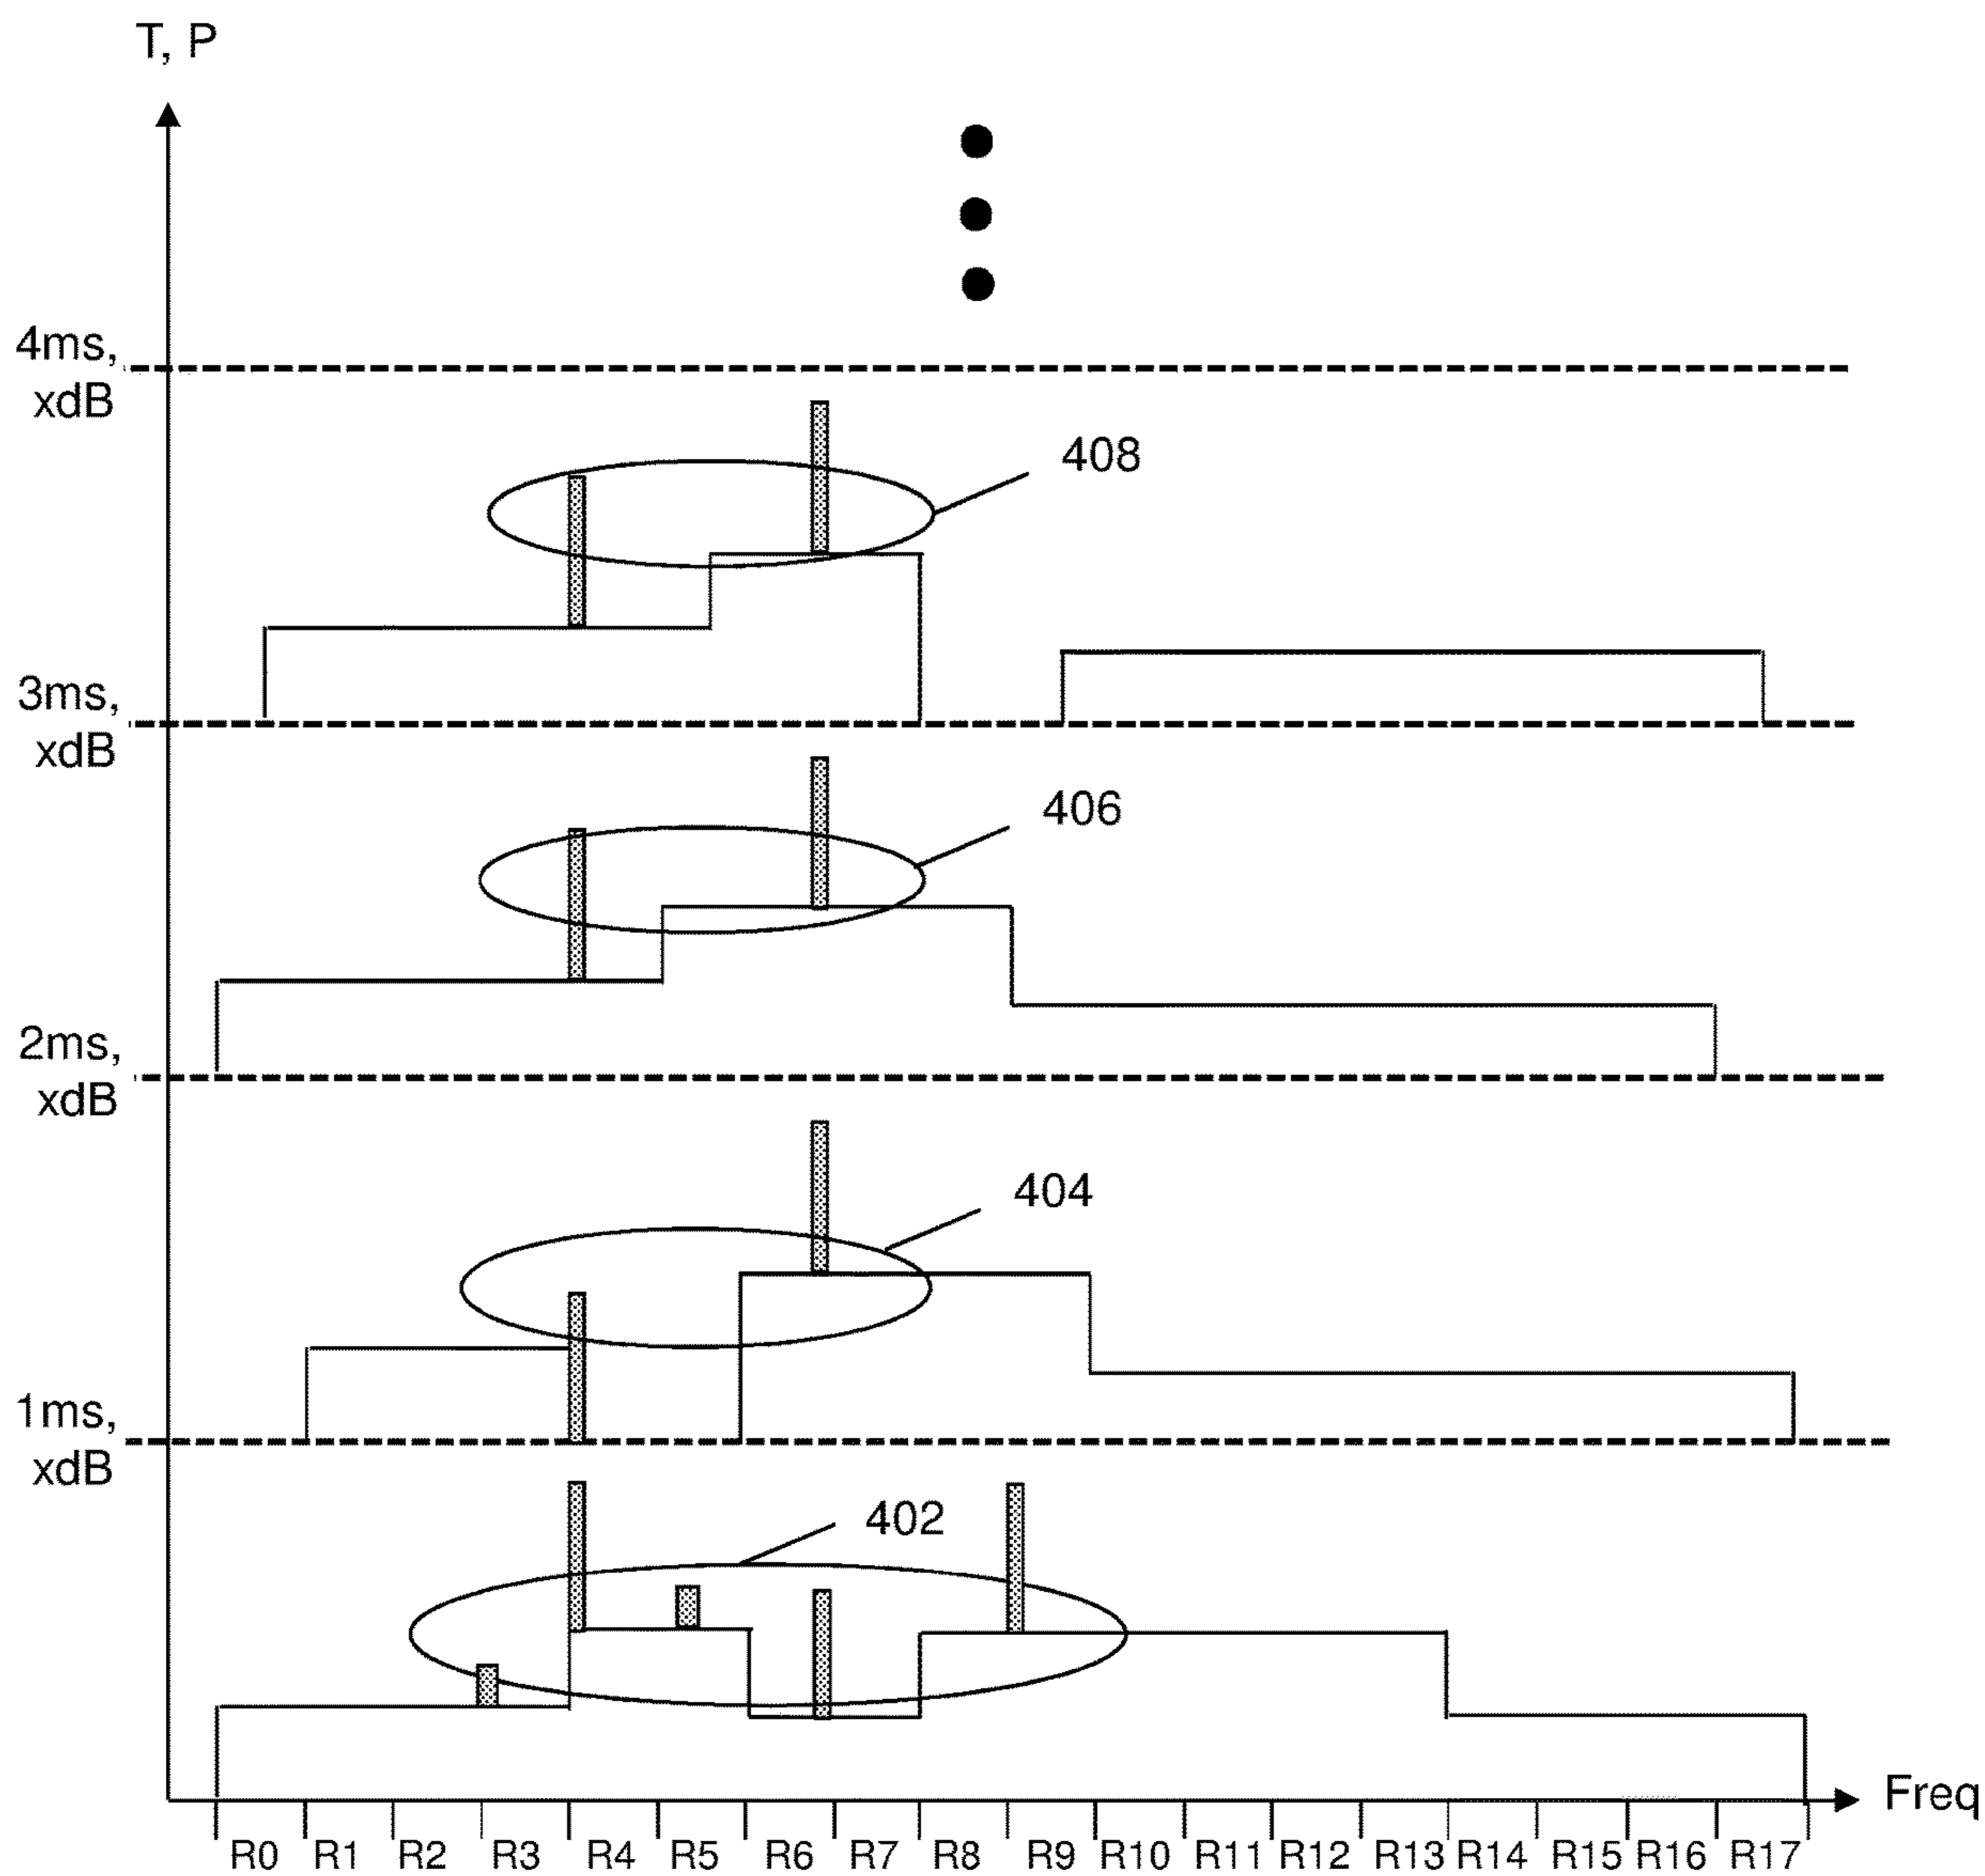 T, P
4ms,
xdB
408
3ms,
xdB
406
2ms,
xdB
404
1ms,
xdB
402
Freq
R0 R1 R2 R3 R4 R5 R6 R7 R8 R9 R10 R11 R12 R13 R14 R15 R16 R17